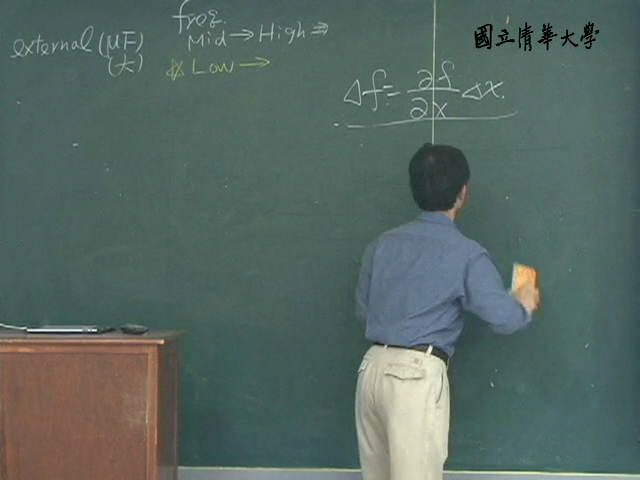 國立清華大學
freq.
external (μF) Mid → High ⇒
(大) ☆ Low →
Δf = ∂f/∂x Δx.